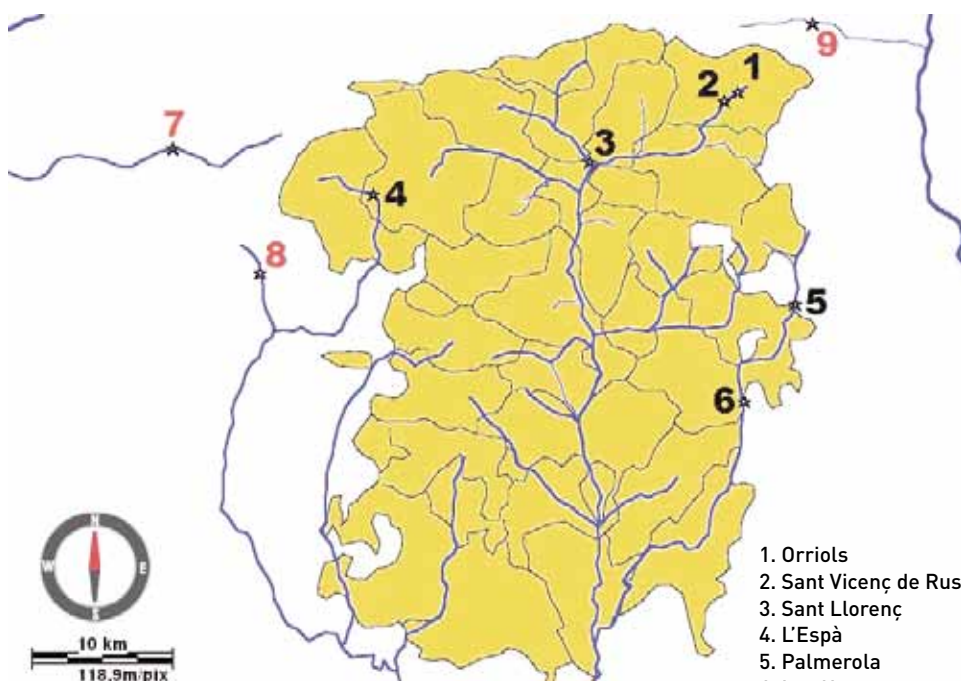 9
1
2
7
3
4
8
5
6
N
W E
S
10 km
118,9m/pix
1. Orriols
2. Sant Vicenç de Rus
3. Sant Llorenç
4. L'Espà
5. Palmerola